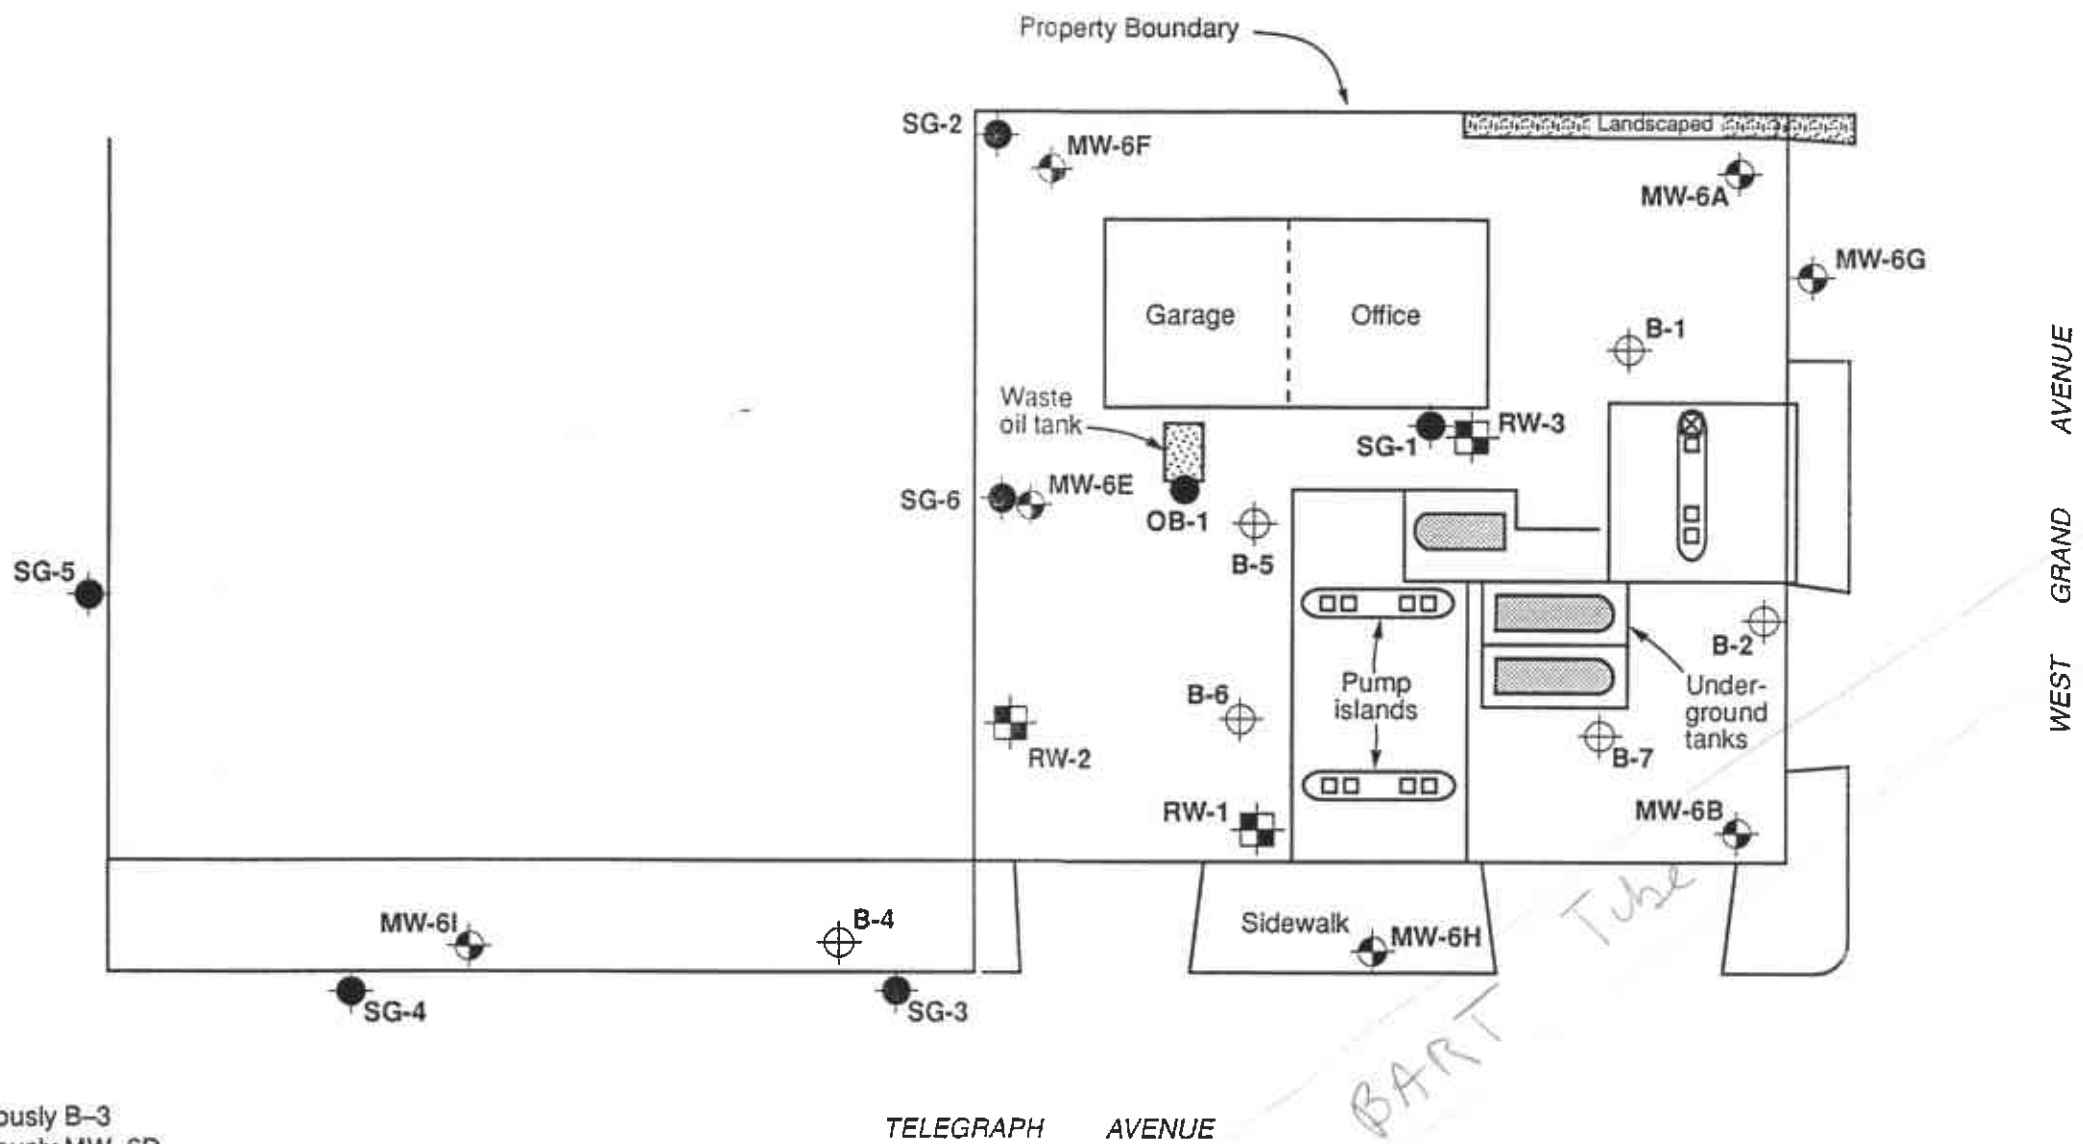 Property Boundary
SG-2
MW-6F
Landscaped
MW-6A
MW-6G
Garage
Office
B-1
Waste
oil tank
SG-1
RW-3
SG-6
MW-6E
OB-1
B-5
SG-5
B-2
B-6
Pump
islands
Under-
ground
tanks
RW-2
B-7
RW-1
MW-6B
MW-6I
B-4
Sidewalk
MW-6H
SG-4
SG-3
WEST GRAND AVENUE
BART Tube
B–3
TELEGRAPH AVENUE